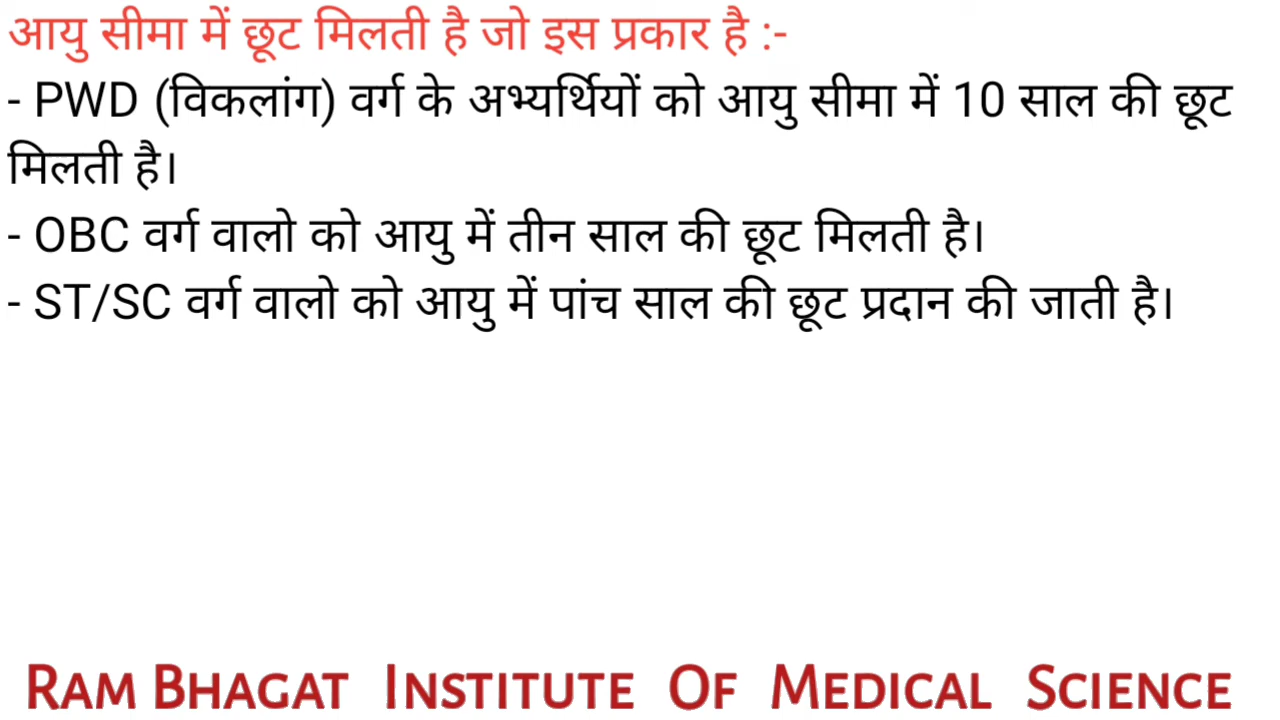 आयु सीमा में छूट मिलती है जो इस प्रकार है :-
- PWD (विकलांग) वर्ग के अभ्यर्थियों को आयु सीमा में 10 साल की छूट
मिलती है।
- OBC वर्ग वालो को आयु में तीन साल की छूट मिलती है।
- ST/SC वर्ग वालो को आयु में पांच साल की छूट प्रदान की जाती है।
RAM BHAGAT INSTITUTE OF MEDICAL SCIENCE